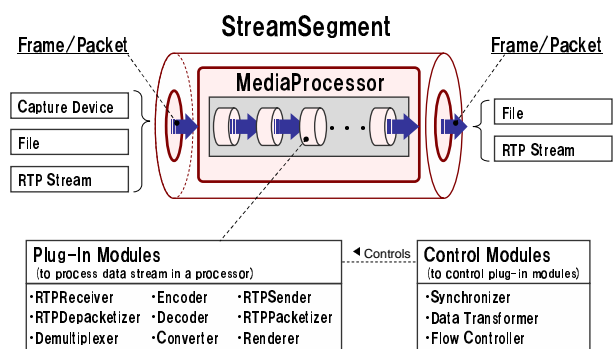 StreamSegment
Frame/Packet
Frame/Packet
MediaProcessor
Capture Device
File
RTP Stream
File
RTP Stream
Plug-In Modules
(to process data stream in a processor)
・RTPReceiver ・Encoder ・RTPSender
・RTPDepacketizer ・Decoder ・RTPPacketizer
・Demultiplexer ・Converter ・Renderer
◀ Controls
Control Modules
(to control plug-in modules)
・Synchronizer
・Data Transformer
・Flow Controller